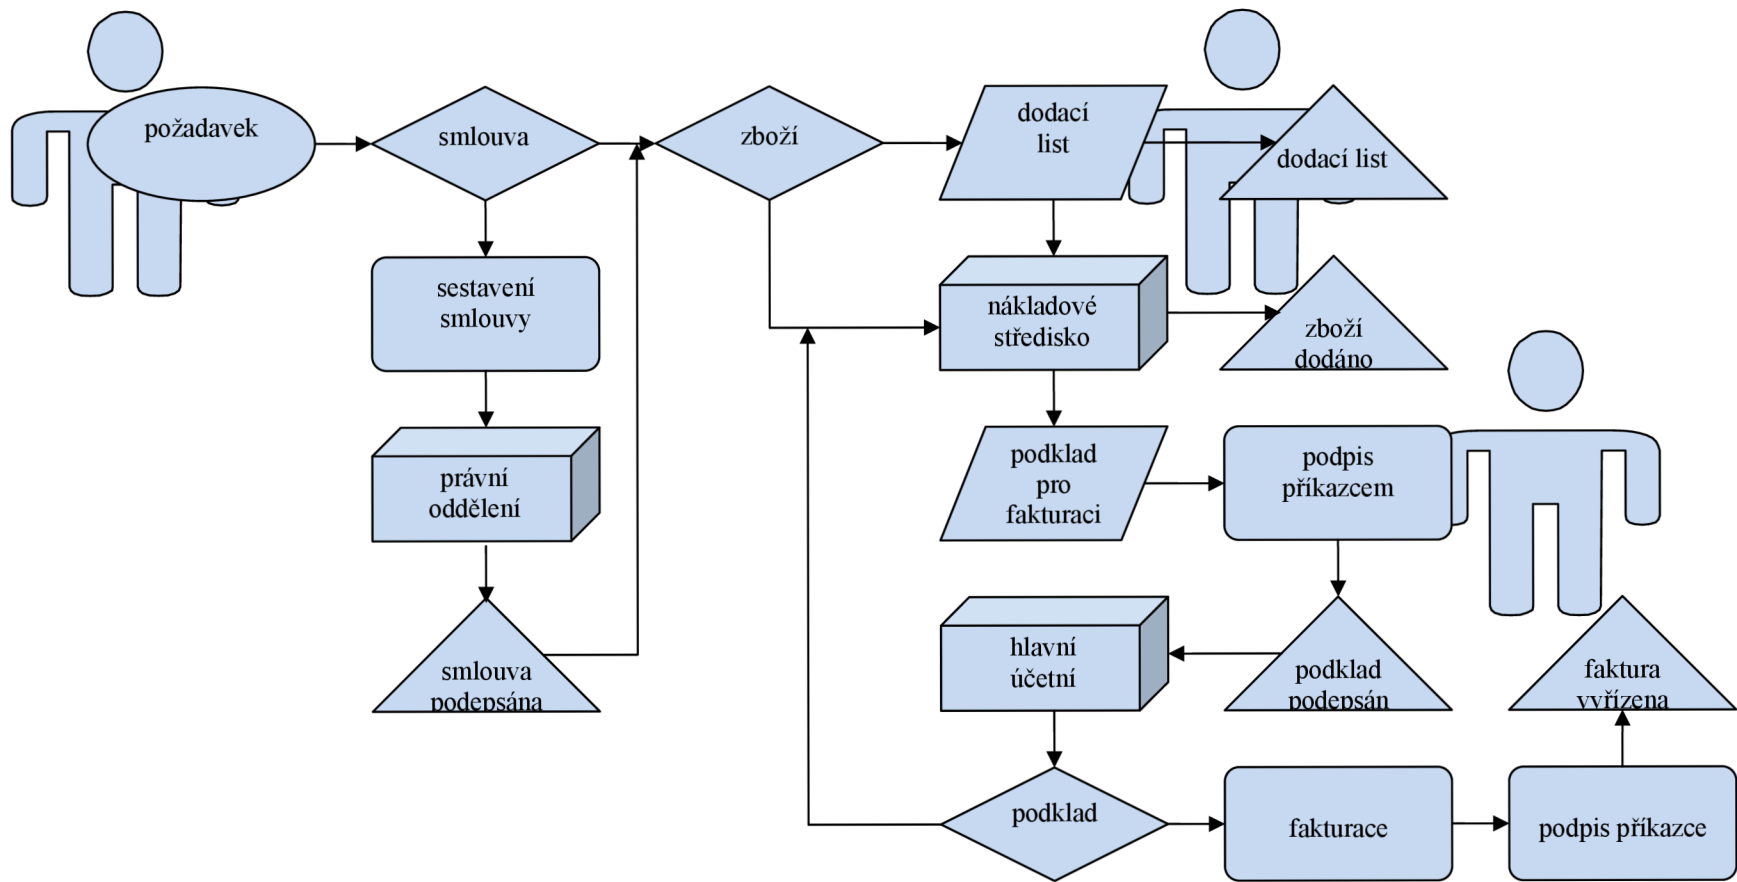 požadavek
smlouva
zboží
dodací
list
dodací list
sestavení
smlouvy
nákladové
středisko
zboží
dodáno
právní
oddělení
podklad
pro
fakturaci
podpis
příkazcem
smlouva
podepsána
hlavní
účetní
podklad
podepsán
faktura
vyřízena
podklad
fakturace
podpis příkazce